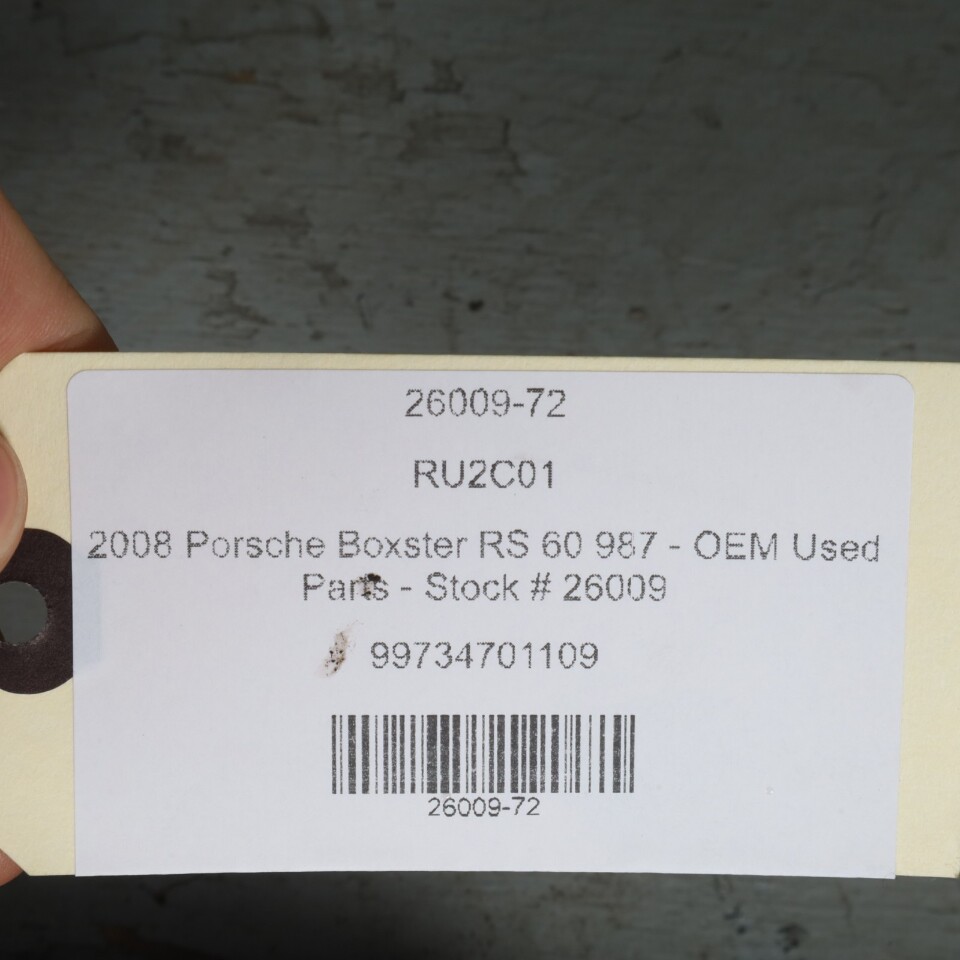 26009-72
RU2C01
2008 Porsche Boxster RS 60 987 - OEM Used
Parts - Stock # 26009
99734701109
26009-72